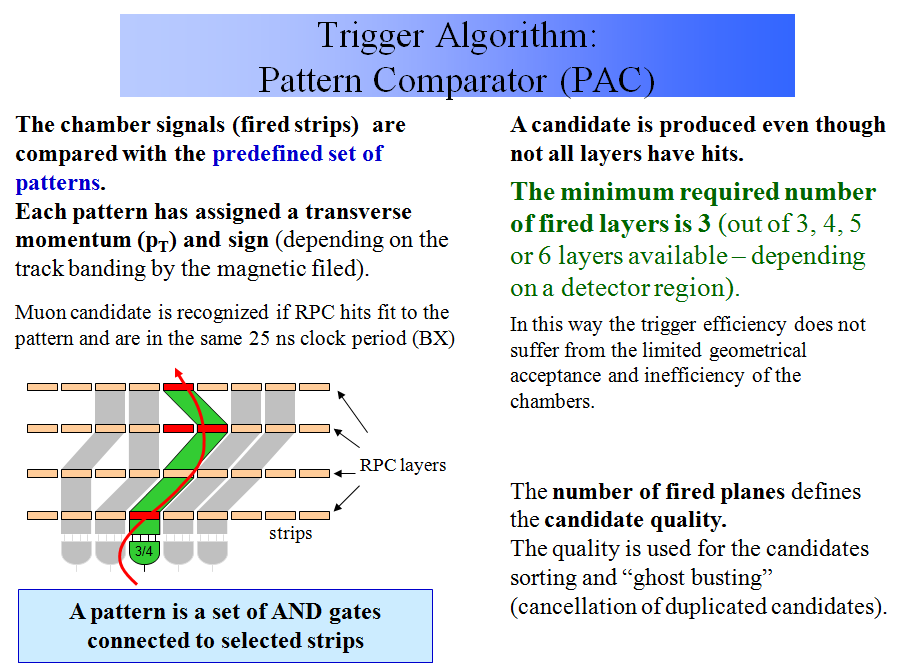 Trigger Algorithm:
Pattern Comparator (PAC)
The chamber signals (fired strips) are
compared with the predefined set of
patterns.
Each pattern has assigned a transverse
momentum (pT) and sign (depending on the
track banding by the magnetic filed).
Muon candidate is recognized if RPC hits fit to the
pattern and are in the same 25 ns clock period (BX)
RPC layers
strips
3/4
A pattern is a set of AND gates
connected to selected strips
A candidate is produced even though
not all layers have hits.
The minimum required number
of fired layers is 3 (out of 3, 4, 5
or 6 layers available – depending
on a detector region).
In this way the trigger efficiency does not
suffer from the limited geometrical
acceptance and inefficiency of the
chambers.
The number of fired planes defines
the candidate quality.
The quality is used for the candidates
sorting and “ghost busting”
(cancellation of duplicated candidates).